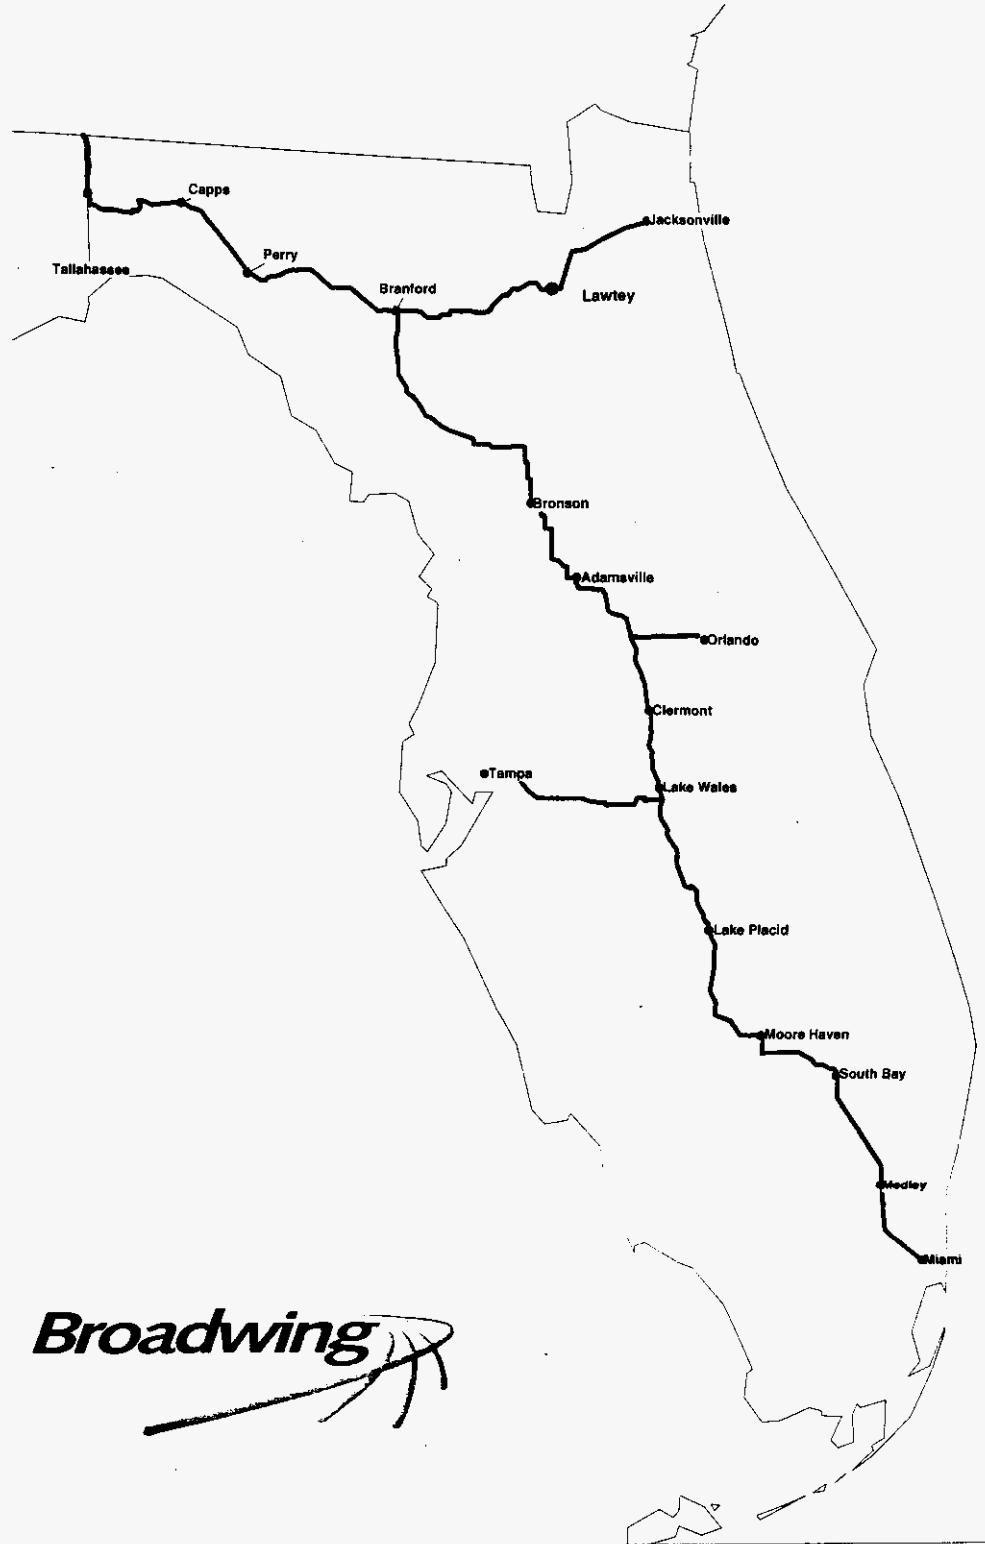 Capps
Jacksonville
Perry
Tallahassee
Branford
Lawtey
Bronson
Adamsville
Orlando
Clermont
Tampa
Lake Wales
Lake Placid
Moore Haven
South Bay
Medley
Miami
Broadwing